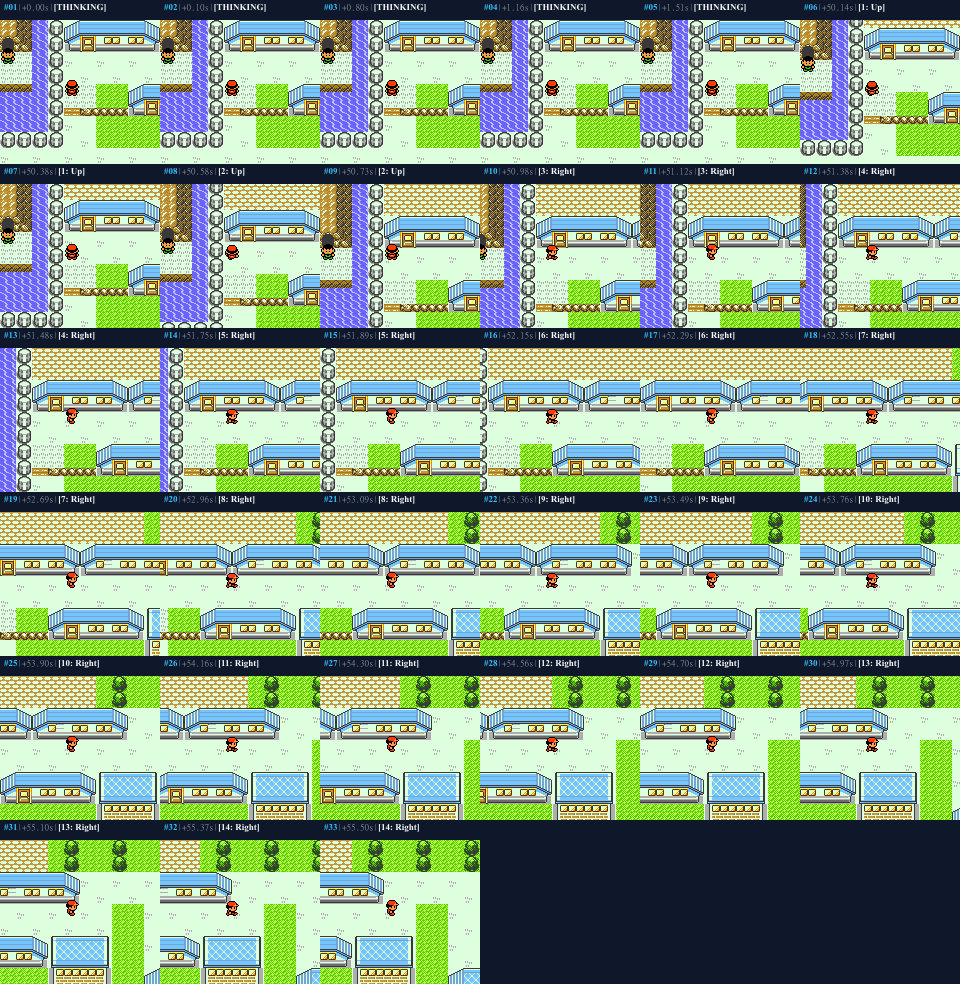 #01|+0.00s|[THINKING]
#02|+0.10s|[THINKING]
#03|+0.80s|[THINKING]
#04|+1.16s|[THINKING]
#05|+1.51s|[THINKING]
#06|+50.14s|[1: Up]
#07|+50.38s|[1: Up]
#08|+50.58s|[2: Up]
#09|+50.73s|[2: Up]
#10|+50.98s|[3: Right]
#11|+51.12s|[3: Right]
#12|+51.38s|[4: Right]
#13|+51.48s|[4: Right]
#14|+51.75s|[5: Right]
#15|+51.89s|[5: Right]
#16|+52.15s|[6: Right]
#17|+52.29s|[6: Right]
#18|+52.55s|[7: Right]
#19|+52.69s|[7: Right]
#20|+52.96s|[8: Right]
#21|+53.09s|[8: Right]
#22|+53.36s|[9: Right]
#23|+53.49s|[9: Right]
#24|+53.76s|[10: Right]
#25|+53.90s|[10: Right]
#26|+54.16s|[11: Right]
#27|+54.30s|[11: Right]
#28|+54.56s|[12: Right]
#29|+54.70s|[12: Right]
#30|+54.97s|[13: Right]
#31|+55.10s|[13: Right]
#32|+55.37s|[14: Right]
#33|+55.50s|[14: Right]